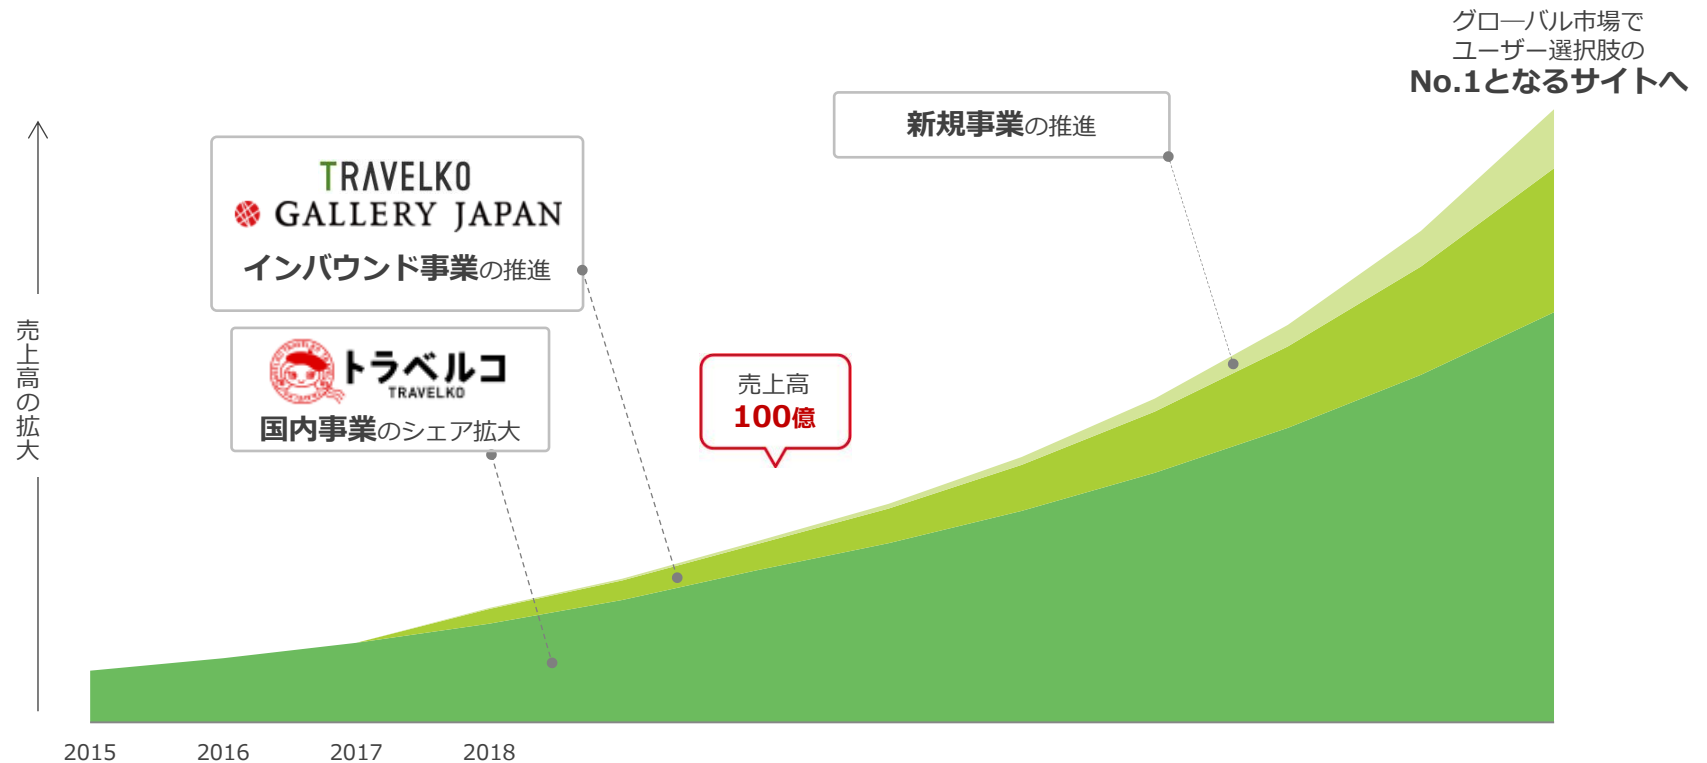 グローバル市場で
ユーザー選択肢の
No.1となるサイトへ
新規事業の推進
TRAVELKO
GALLERY JAPAN
インバウンド事業の推進
トラベルコ
TRAVELKO
国内事業のシェア拡大
売上高
100億
売上高の拡大
2015 2016 2017 2018